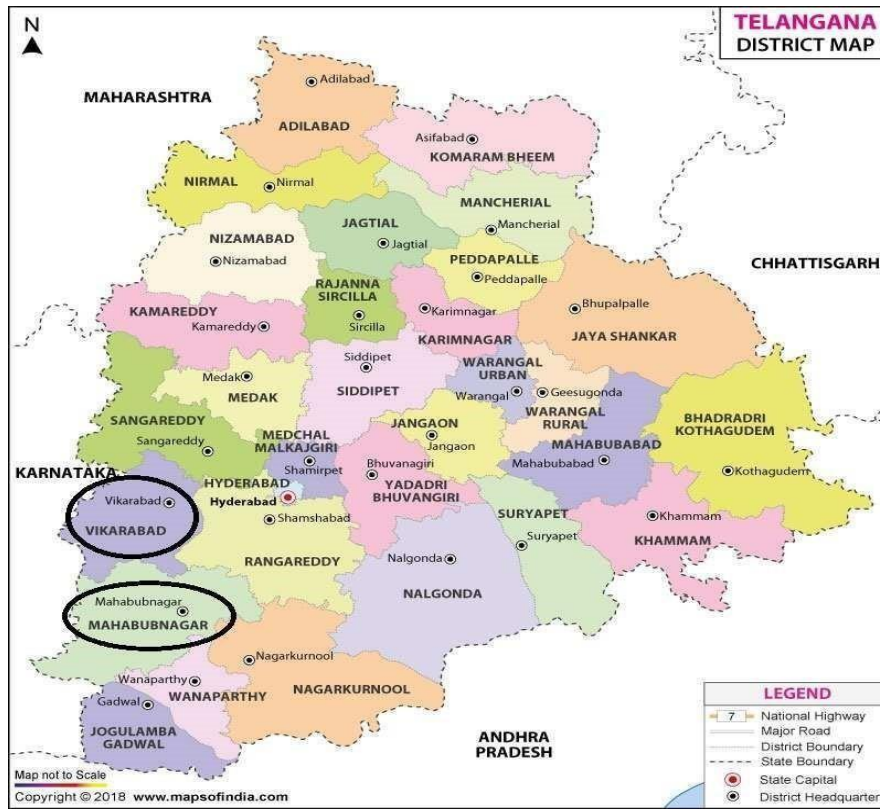 N
TELANGANA
DISTRICT MAP
MAHARASHTRA
Adilabad
ADILABAD
Asifabad
KOMARAM BHEEM
NIRMAL
Nirmal
MANCHERIAL
Mancherial
JAGTIAL
Jagtial
NIZAMABAD
Nizamabad
PEDDAPALLE
Peddapalle
CHHATTISGARH
RAJANNA
SIRCILLA
Sircilla
KAMAREDDY
Kamareddy
Karimnagar
KARIMNAGAR
Bhupalpalle
JAYA SHANKAR
Siddipet
SIDDIPET
WARANGAL
URBAN
Warangal
Medak
MEDAK
Geesugonda
WARANGAL
RURAL
BHADRADRI
KOTHAGUDEM
Kothagudem
SANGAREDDY
Sangareddy
JANGAON
Jangaon
MAHABUBABAD
Mahabubabad
MEDCHAL
MALKAJGIRI
Shamirpet
KARNATAKA
HYDERABAD
Hyderabad
Bhuvanagiri
YADADRI
BHUVANGIRI
Vikarabad
VIKARABAD
Shamshabad
RANGAREDDY
SURYAPET
Suryapet
Khammam
KHAMMAM
Nalgonda
NALGONDA
Mahabubnagar
MAHABUBNAGAR
Nagarkurnool
NAGARKURNOOL
Wanaparthy
WANAPARTHY
Gadwal
JOGULAMBA
GADWAL
ANDHRA
PRADESH
LEGEND
7 National Highway
Major Road
District Boundary
State Boundary
State Capital
District Headquarter
Map not to Scale
Copyright © 2018 www.mapsofindia.com